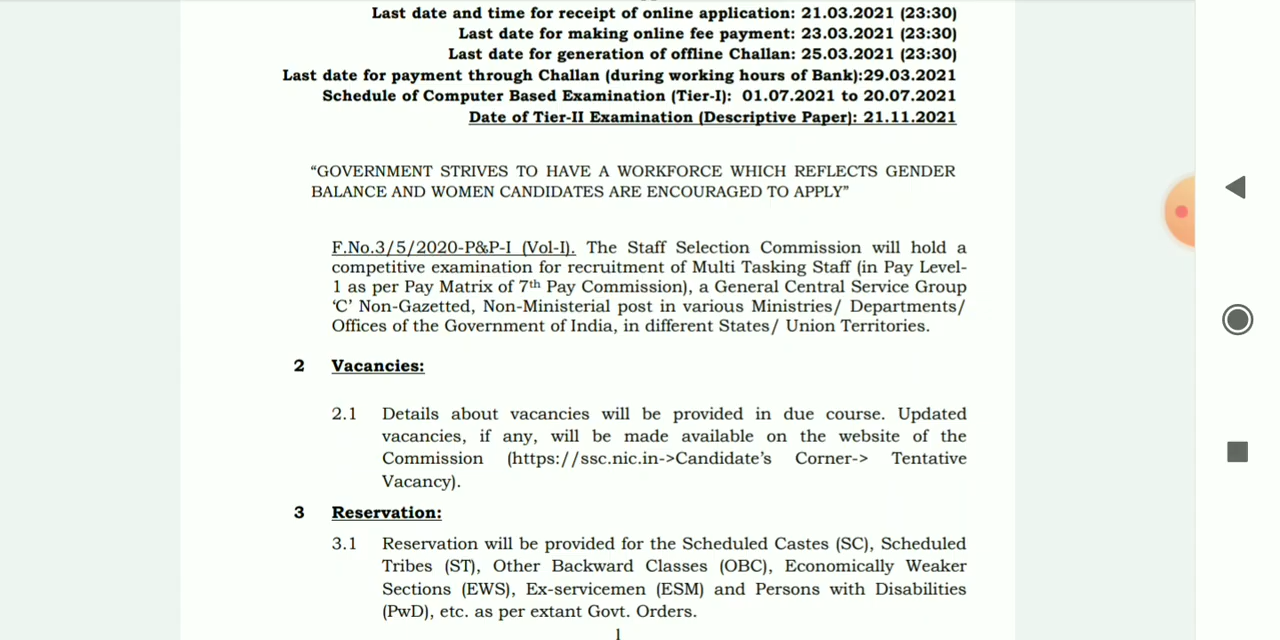 Last date and time for receipt of online application: 21.03.2021 (23:30)
Last date for making online fee payment: 23.03.2021 (23:30)
Last date for generation of offline Challan: 25.03.2021 (23:30)
Last date for payment through Challan (during working hours of Bank):29.03.2021
Schedule of Computer Based Examination (Tier-I): 01.07.2021 to 20.07.2021
Date of Tier-II Examination (Descriptive Paper): 21.11.2021
“GOVERNMENT STRIVES TO HAVE A WORKFORCE WHICH REFLECTS GENDER
BALANCE AND WOMEN CANDIDATES ARE ENCOURAGED TO APPLY”
F.No.3/5/2020-P&P-I (Vol-I). The Staff Selection Commission will hold a
competitive examination for recruitment of Multi Tasking Staff (in Pay Level-
1 as per Pay Matrix of 7th Pay Commission), a General Central Service Group
‘C’ Non-Gazetted, Non-Ministerial post in various Ministries/ Departments/
Offices of the Government of India, in different States/ Union Territories.
2 Vacancies:
2.1 Details about vacancies will be provided in due course. Updated
vacancies, if any, will be made available on the website of the
Commission (https://ssc.nic.in->Candidate’s Corner-> Tentative
Vacancy).
3 Reservation:
3.1 Reservation will be provided for the Scheduled Castes (SC), Scheduled
Tribes (ST), Other Backward Classes (OBC), Economically Weaker
Sections (EWS), Ex-servicemen (ESM) and Persons with Disabilities
(PwD), etc. as per extant Govt. Orders.
1